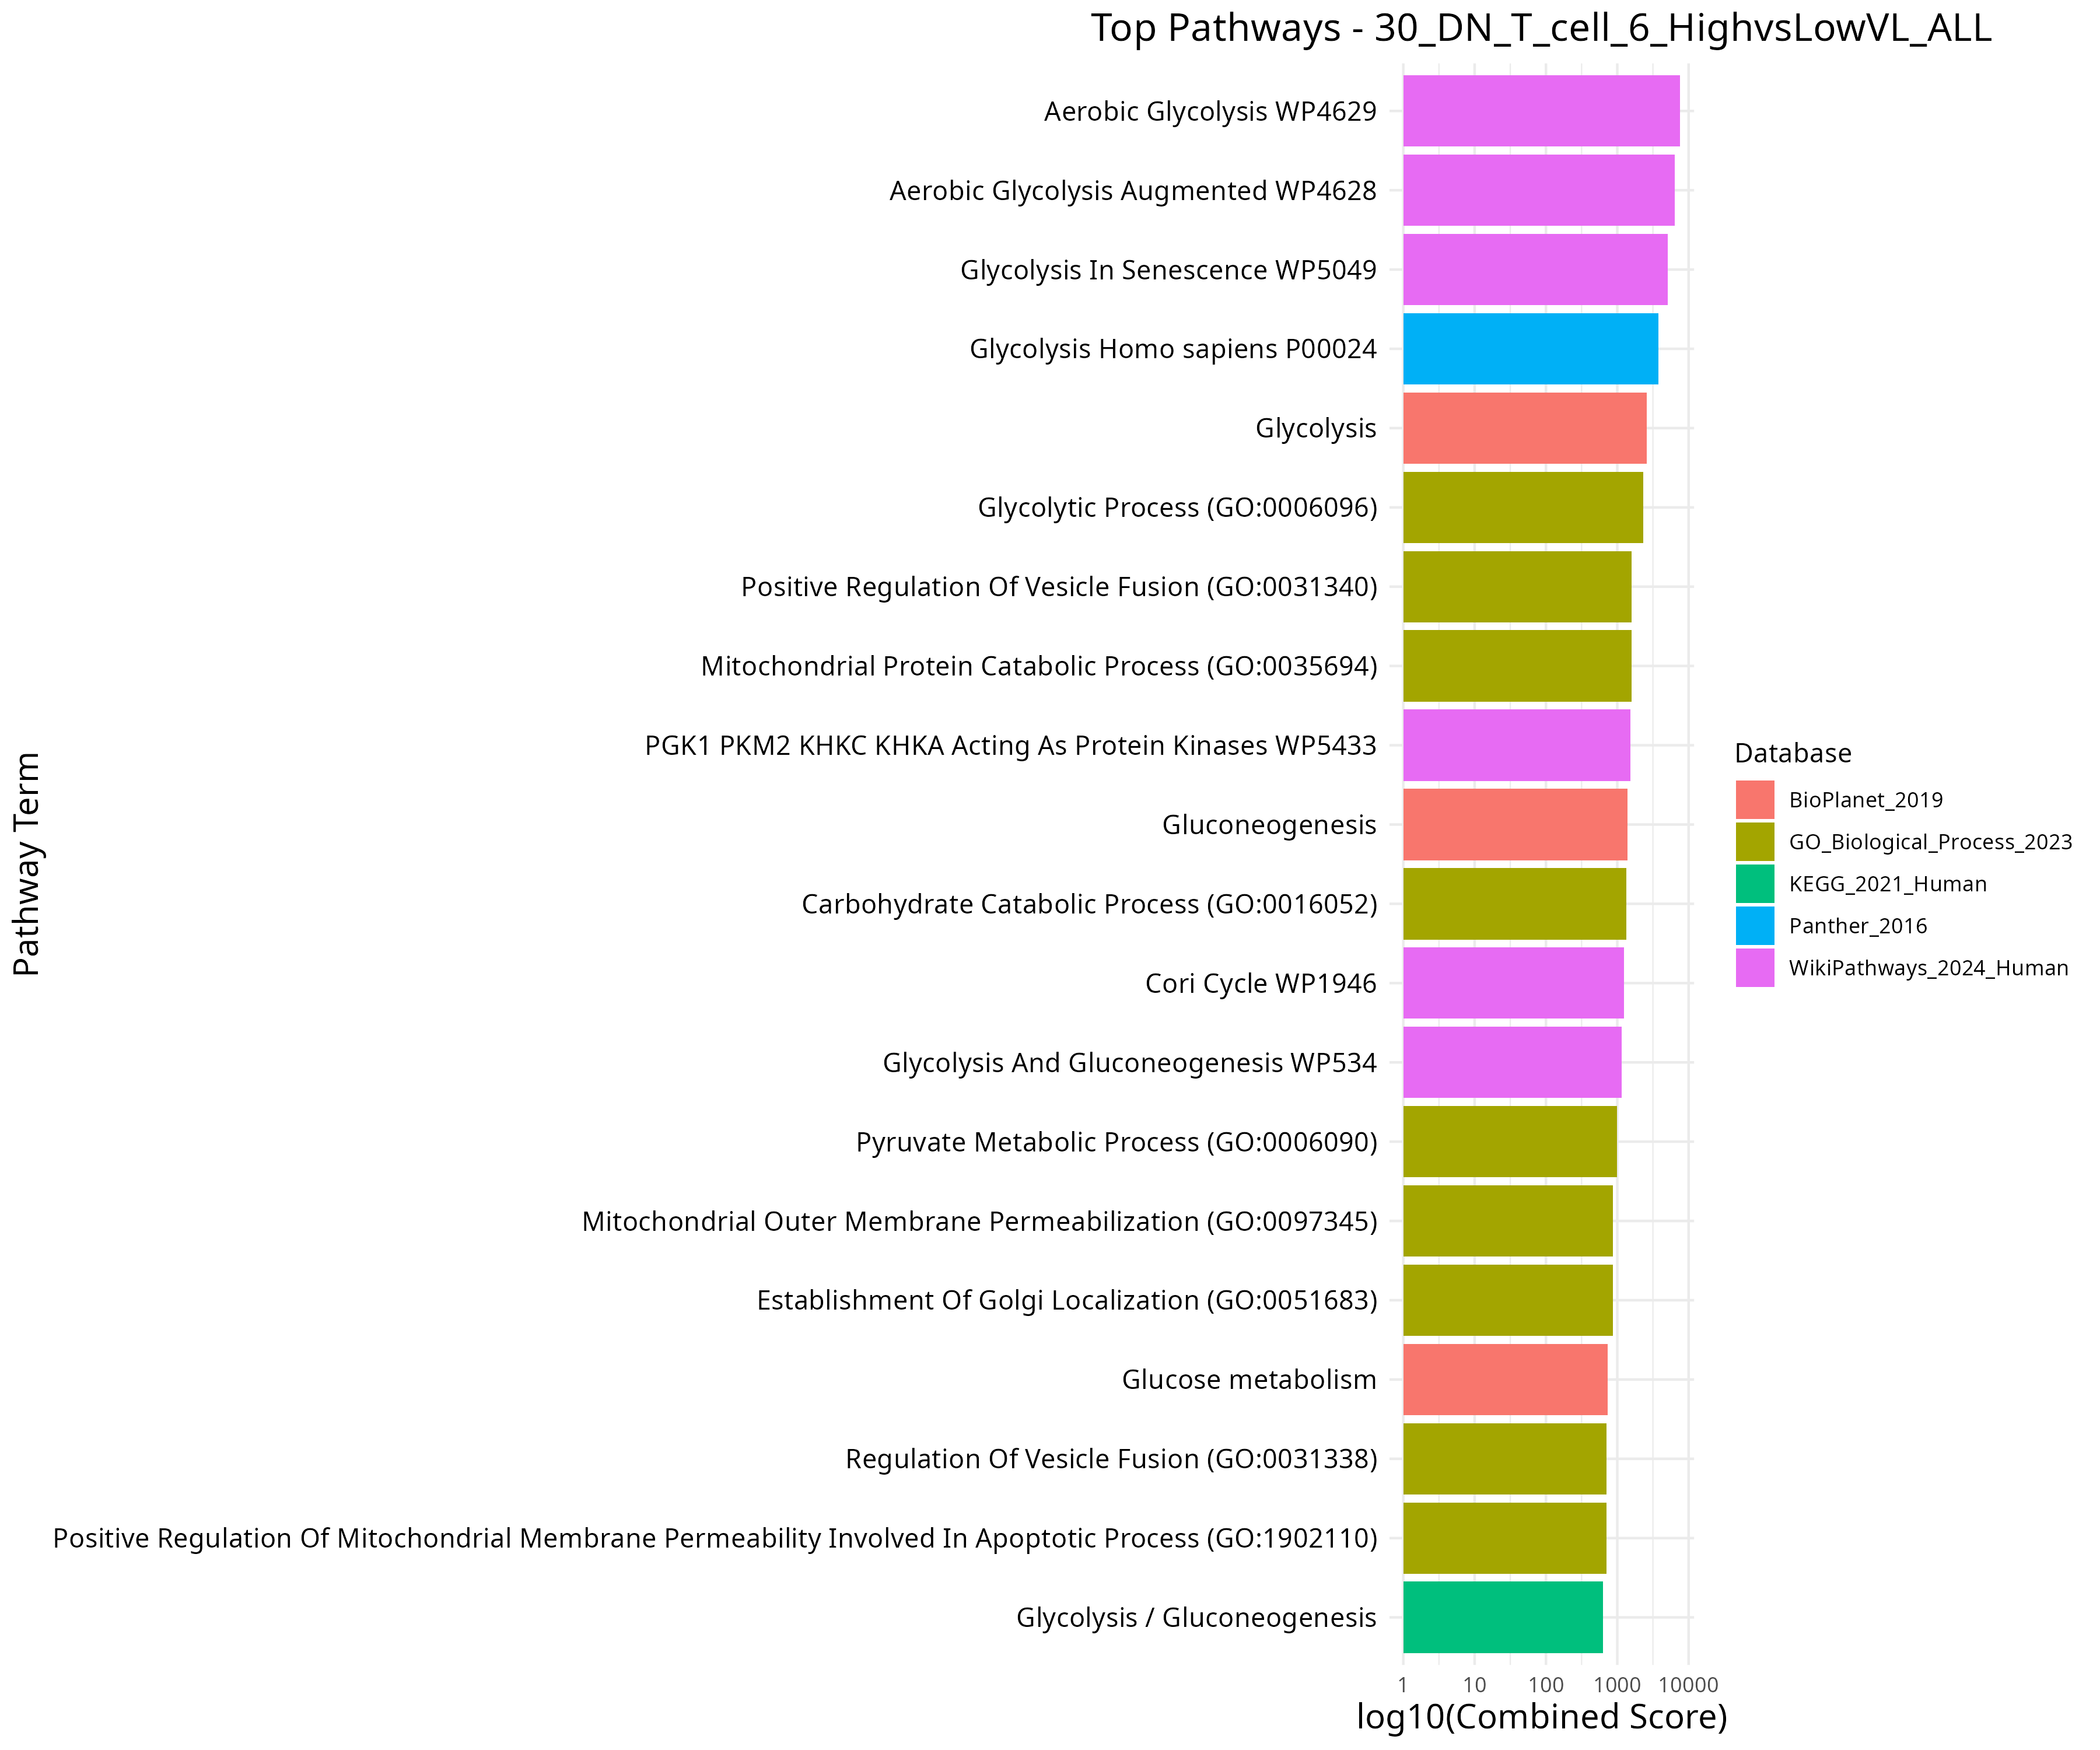 Top Pathways - 30_DN_T_cell_6_HighvsLowVL_ALL
Pathway Term
Aerobic Glycolysis WP4629
Aerobic Glycolysis Augmented WP4628
Glycolysis In Senescence WP5049
Glycolysis Homo sapiens P00024
Glycolysis
Glycolytic Process (GO:0006096)
Positive Regulation Of Vesicle Fusion (GO:0031340)
Mitochondrial Protein Catabolic Process (GO:0035694)
PGK1 PKM2 KHKC KHKA Acting As Protein Kinases WP5433
Gluconeogenesis
Carbohydrate Catabolic Process (GO:0016052)
Cori Cycle WP1946
Glycolysis And Gluconeogenesis WP534
Pyruvate Metabolic Process (GO:0006090)
Mitochondrial Outer Membrane Permeabilization (GO:0097345)
Establishment Of Golgi Localization (GO:0051683)
Glucose metabolism
Regulation Of Vesicle Fusion (GO:0031338)
Positive Regulation Of Mitochondrial Membrane Permeability Involved In Apoptotic Process (GO:1902110)
Glycolysis / Gluconeogenesis
1 10 100 1000 10000
log10(Combined Score)
Database
BioPlanet_2019
GO_Biological_Process_2023
KEGG_2021_Human
Panther_2016
WikiPathways_2024_Human